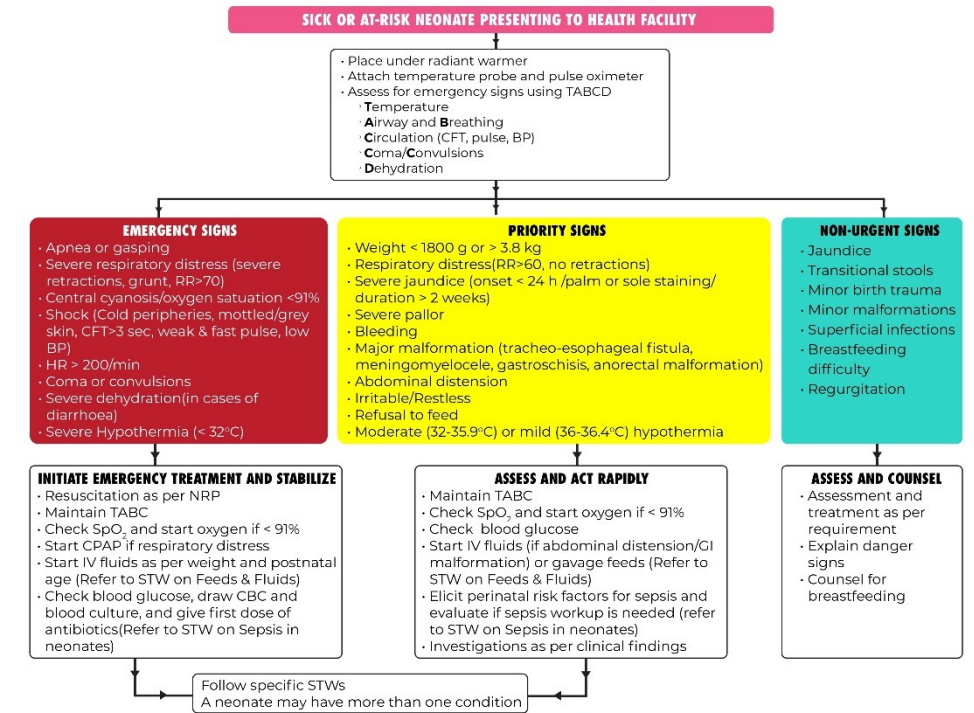 SICK OR AT-RISK NEONATE PRESENTING TO HEALTH FACILITY
· Place under radiant warmer
· Attach temperature probe and pulse oximeter
· Assess for emergency signs using TABCD
› Temperature
› Airway and Breathing
› Circulation (CFT, pulse, BP)
› Coma/Convulsions
› Dehydration
EMERGENCY SIGNS
· Apnea or gasping
· Severe respiratory distress (severe
retractions, grunt, RR>70)
· Central cyanosis/oxygen satuation <91%
· Shock (Cold peripheries, mottled/grey
skin, CFT>3 sec, weak & fast pulse, low
BP)
· HR > 200/min
· Coma or convulsions
· Severe dehydration(in cases of
diarrhoea)
· Severe Hypothermia (< 32°C)
PRIORITY SIGNS
· Weight < 1800 g or > 3.8 kg
· Respiratory distress(RR>60, no retractions)
· Severe jaundice (onset < 24 h /palm or sole staining/
duration > 2 weeks)
· Severe pallor
· Bleeding
· Major malformation (tracheo-esophageal fistula,
meningomyelocele, gastroschisis, anorectal malformation)
· Abdominal distension
· Irritable/Restless
· Refusal to feed
· Moderate (32-35.9°C) or mild (36-36.4°C) hypothermia
NON-URGENT SIGNS
· Jaundice
· Transitional stools
· Minor birth trauma
· Minor malformations
· Superficial infections
· Breastfeeding
difficulty
· Regurgitation
INITIATE EMERGENCY TREATMENT AND STABILIZE
· Resuscitation as per NRP
· Maintain TABC
· Check SpO₂ and start oxygen if < 91%
· Start CPAP if respiratory distress
· Start IV fluids as per weight and postnatal
age (Refer to STW on Feeds & Fluids)
· Check blood glucose, draw CBC and
blood culture, and give first dose of
antibiotics(Refer to STW on Sepsis in
neonates)
ASSESS AND ACT RAPIDLY
· Maintain TABC
· Check SpO₂ and start oxygen if < 91%
· Check blood glucose
· Start IV fluids (if abdominal distension/GI
malformation) or gavage feeds (Refer to
STW on Feeds & Fluids)
· Elicit perinatal risk factors for sepsis and
evaluate if sepsis workup is needed (refer
to STW on Sepsis in neonates)
· Investigations as per clinical findings
ASSESS AND COUNSEL
· Assessment and
treatment as per
requirement
· Explain danger
signs
· Counsel for
breastfeeding
Follow specific STWs
A neonate may have more than one condition